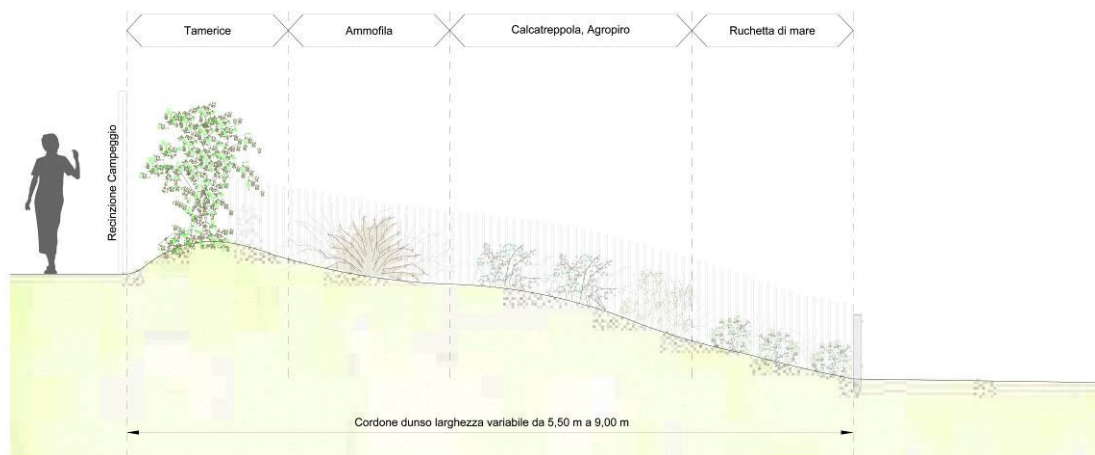 Tamerice
Ammofila
Calcatreppola, Agropiro
Ruchetta di mare
Recinzione Campeggio
Cordone dunso larghezza variabile da 5,50 m a 9,00 m